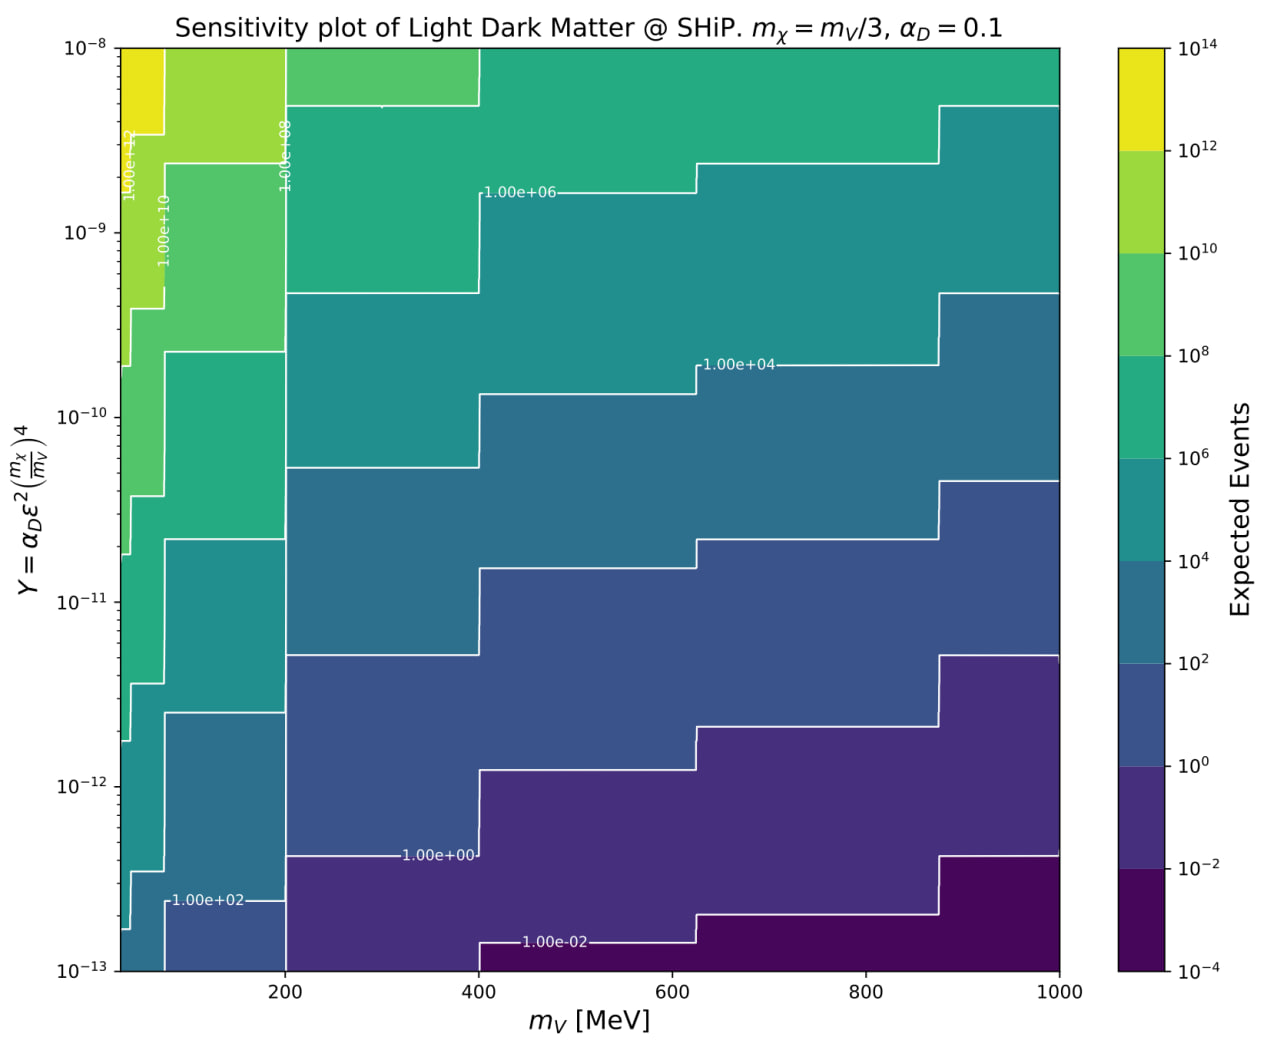 Sensitivity plot of Light Dark Matter @ SHiP. mχ = mV/3, αD = 0.1
10⁻⁸
10⁻⁹
10⁻¹⁰
10⁻¹¹
10⁻¹²
10⁻¹³
Y = αDε²(mχ/mV)⁴
1.00e+12
1.00e+10
1.00e+08
1.00e+06
1.00e+04
1.00e+00
1.00e+02
1.00e-02
200
400
600
800
1000
mV [MeV]
10¹⁴
10¹²
10¹⁰
10⁸
10⁶
10⁴
10²
10⁰
10⁻²
10⁻⁴
Expected Events